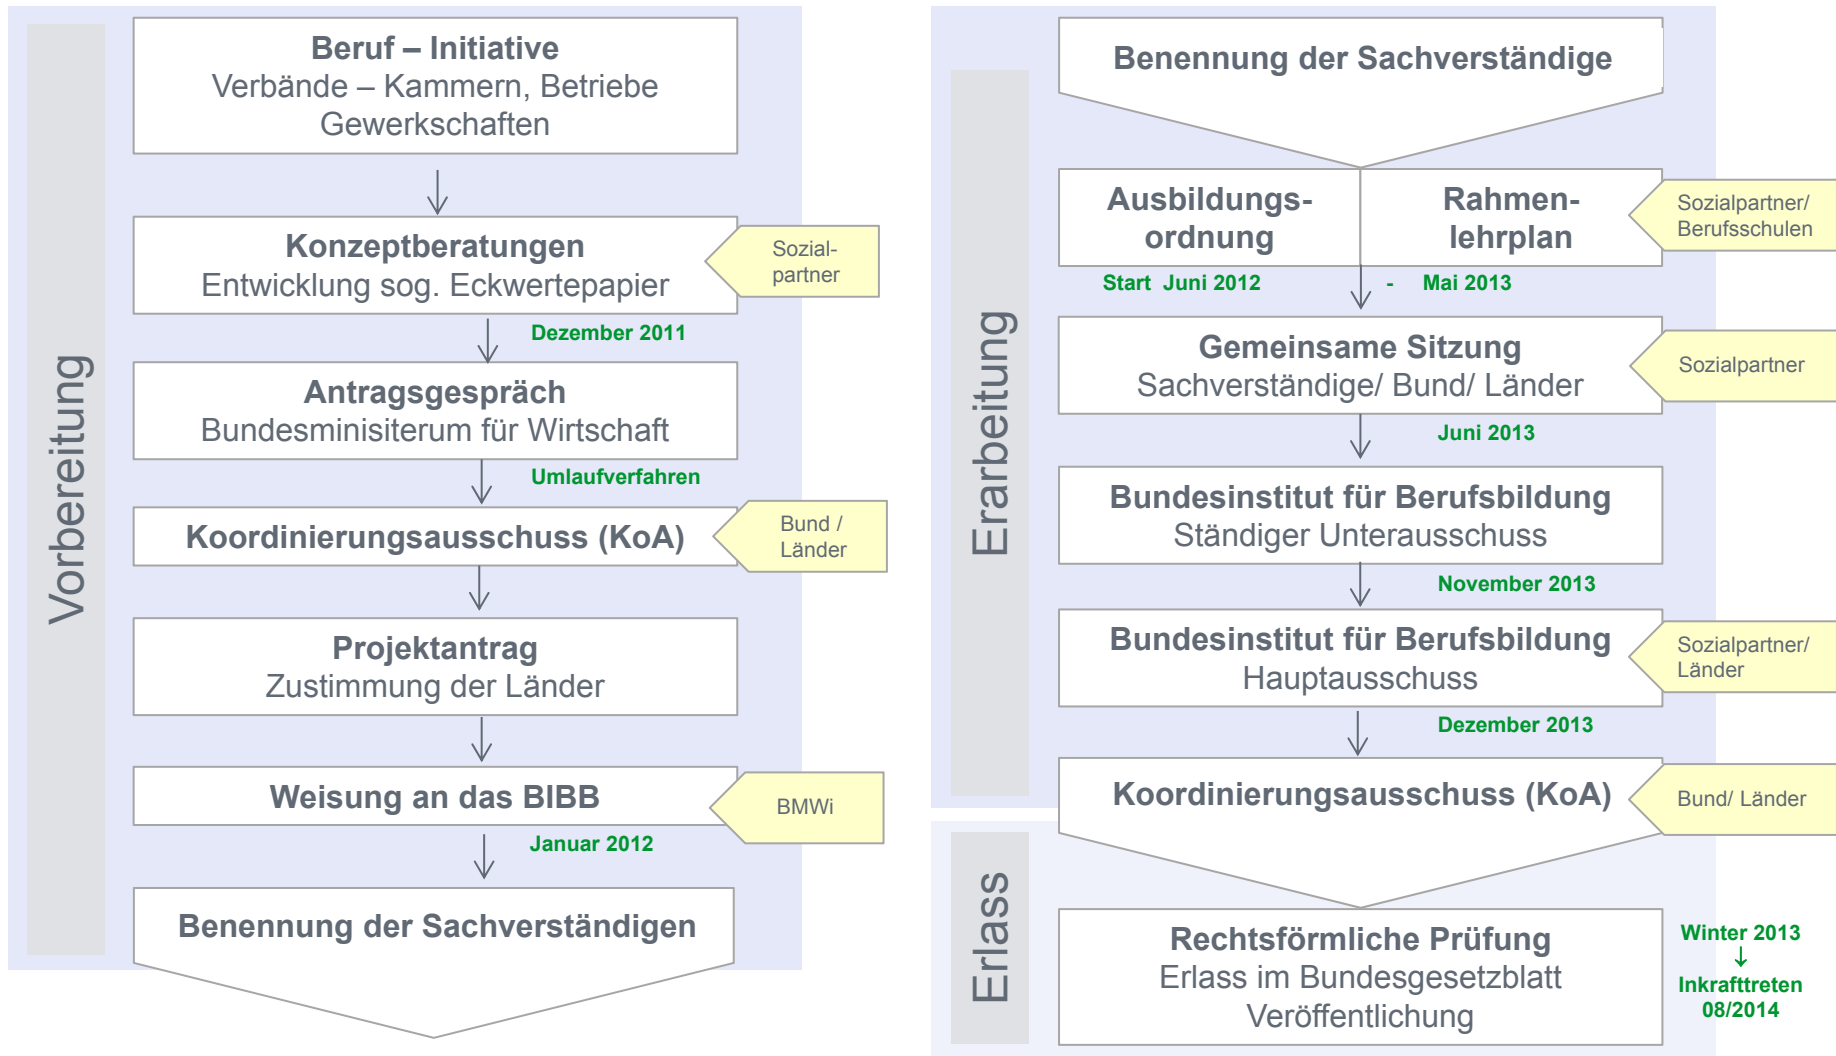 Vorbereitung
Beruf – Initiative
Verbände – Kammern, Betriebe
Gewerkschaften
Konzeptberatungen
Entwicklung sog. Eckwertepapier
Sozial-
partner
Dezember 2011
Antragsgespräch
Bundesminisiterum für Wirtschaft
Umlaufverfahren
Koordinierungsausschuss (KoA)
Bund /
Länder
Projektantrag
Zustimmung der Länder
Weisung an das BIBB
BMWi
Januar 2012
Benennung der Sachverständigen
Erarbeitung
Benennung der Sachverständige
Ausbildungs-
ordnung
Rahmen-
lehrplan
Sozialpartner/
Berufsschulen
Start Juni 2012 - Mai 2013
Gemeinsame Sitzung
Sachverständige/ Bund/ Länder
Sozialpartner
Juni 2013
Bundesinstitut für Berufsbildung
Ständiger Unterausschuss
November 2013
Bundesinstitut für Berufsbildung
Hauptausschuss
Sozialpartner/
Länder
Dezember 2013
Koordinierungsausschuss (KoA)
Bund/ Länder
Erlass
Rechtsförmliche Prüfung
Erlass im Bundesgesetzblatt
Veröffentlichung
Winter 2013
↓
Inkrafttreten
08/2014